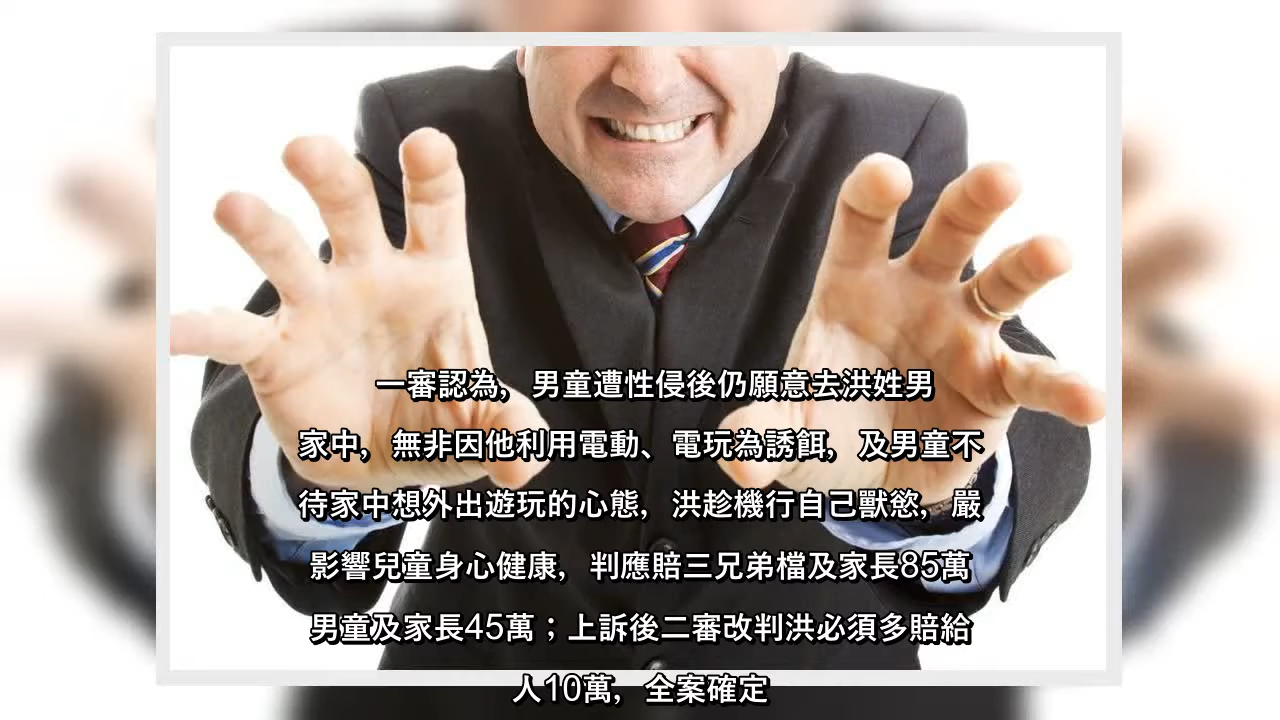 一審認為，男童遭性侵後仍願意去洪姓男
家中，無非因他利用電動、電玩為誘餌，及男童不
待家中想外出遊玩的心態，洪趁機行自己獸慾，嚴
影響兒童身心健康，判應賠三兄弟檔及家長85萬
男童及家長45萬；上訴後二審改判洪必須多賠給
人10萬，全案確定